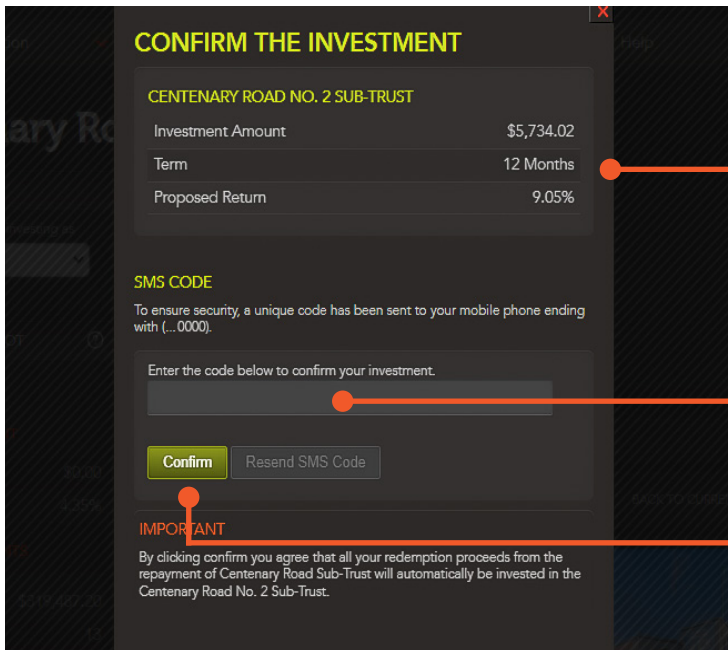 X
CONFIRM THE INVESTMENT
Help
CENTENARY ROAD NO. 2 SUB-TRUST
Investment Amount $5,734.02
ary Ro
Term 12 Months
Proposed Return 9.05%
SMS CODE
To ensure security, a unique code has been sent to your mobile phone ending
with (...0000).
Enter the code below to confirm your investment.
Confirm Resend SMS Code
IMPORTANT
By clicking confirm you agree that all your redemption proceeds from the
repayment of Centenary Road Sub-Trust will automatically be invested in the
Centenary Road No. 2 Sub-Trust.